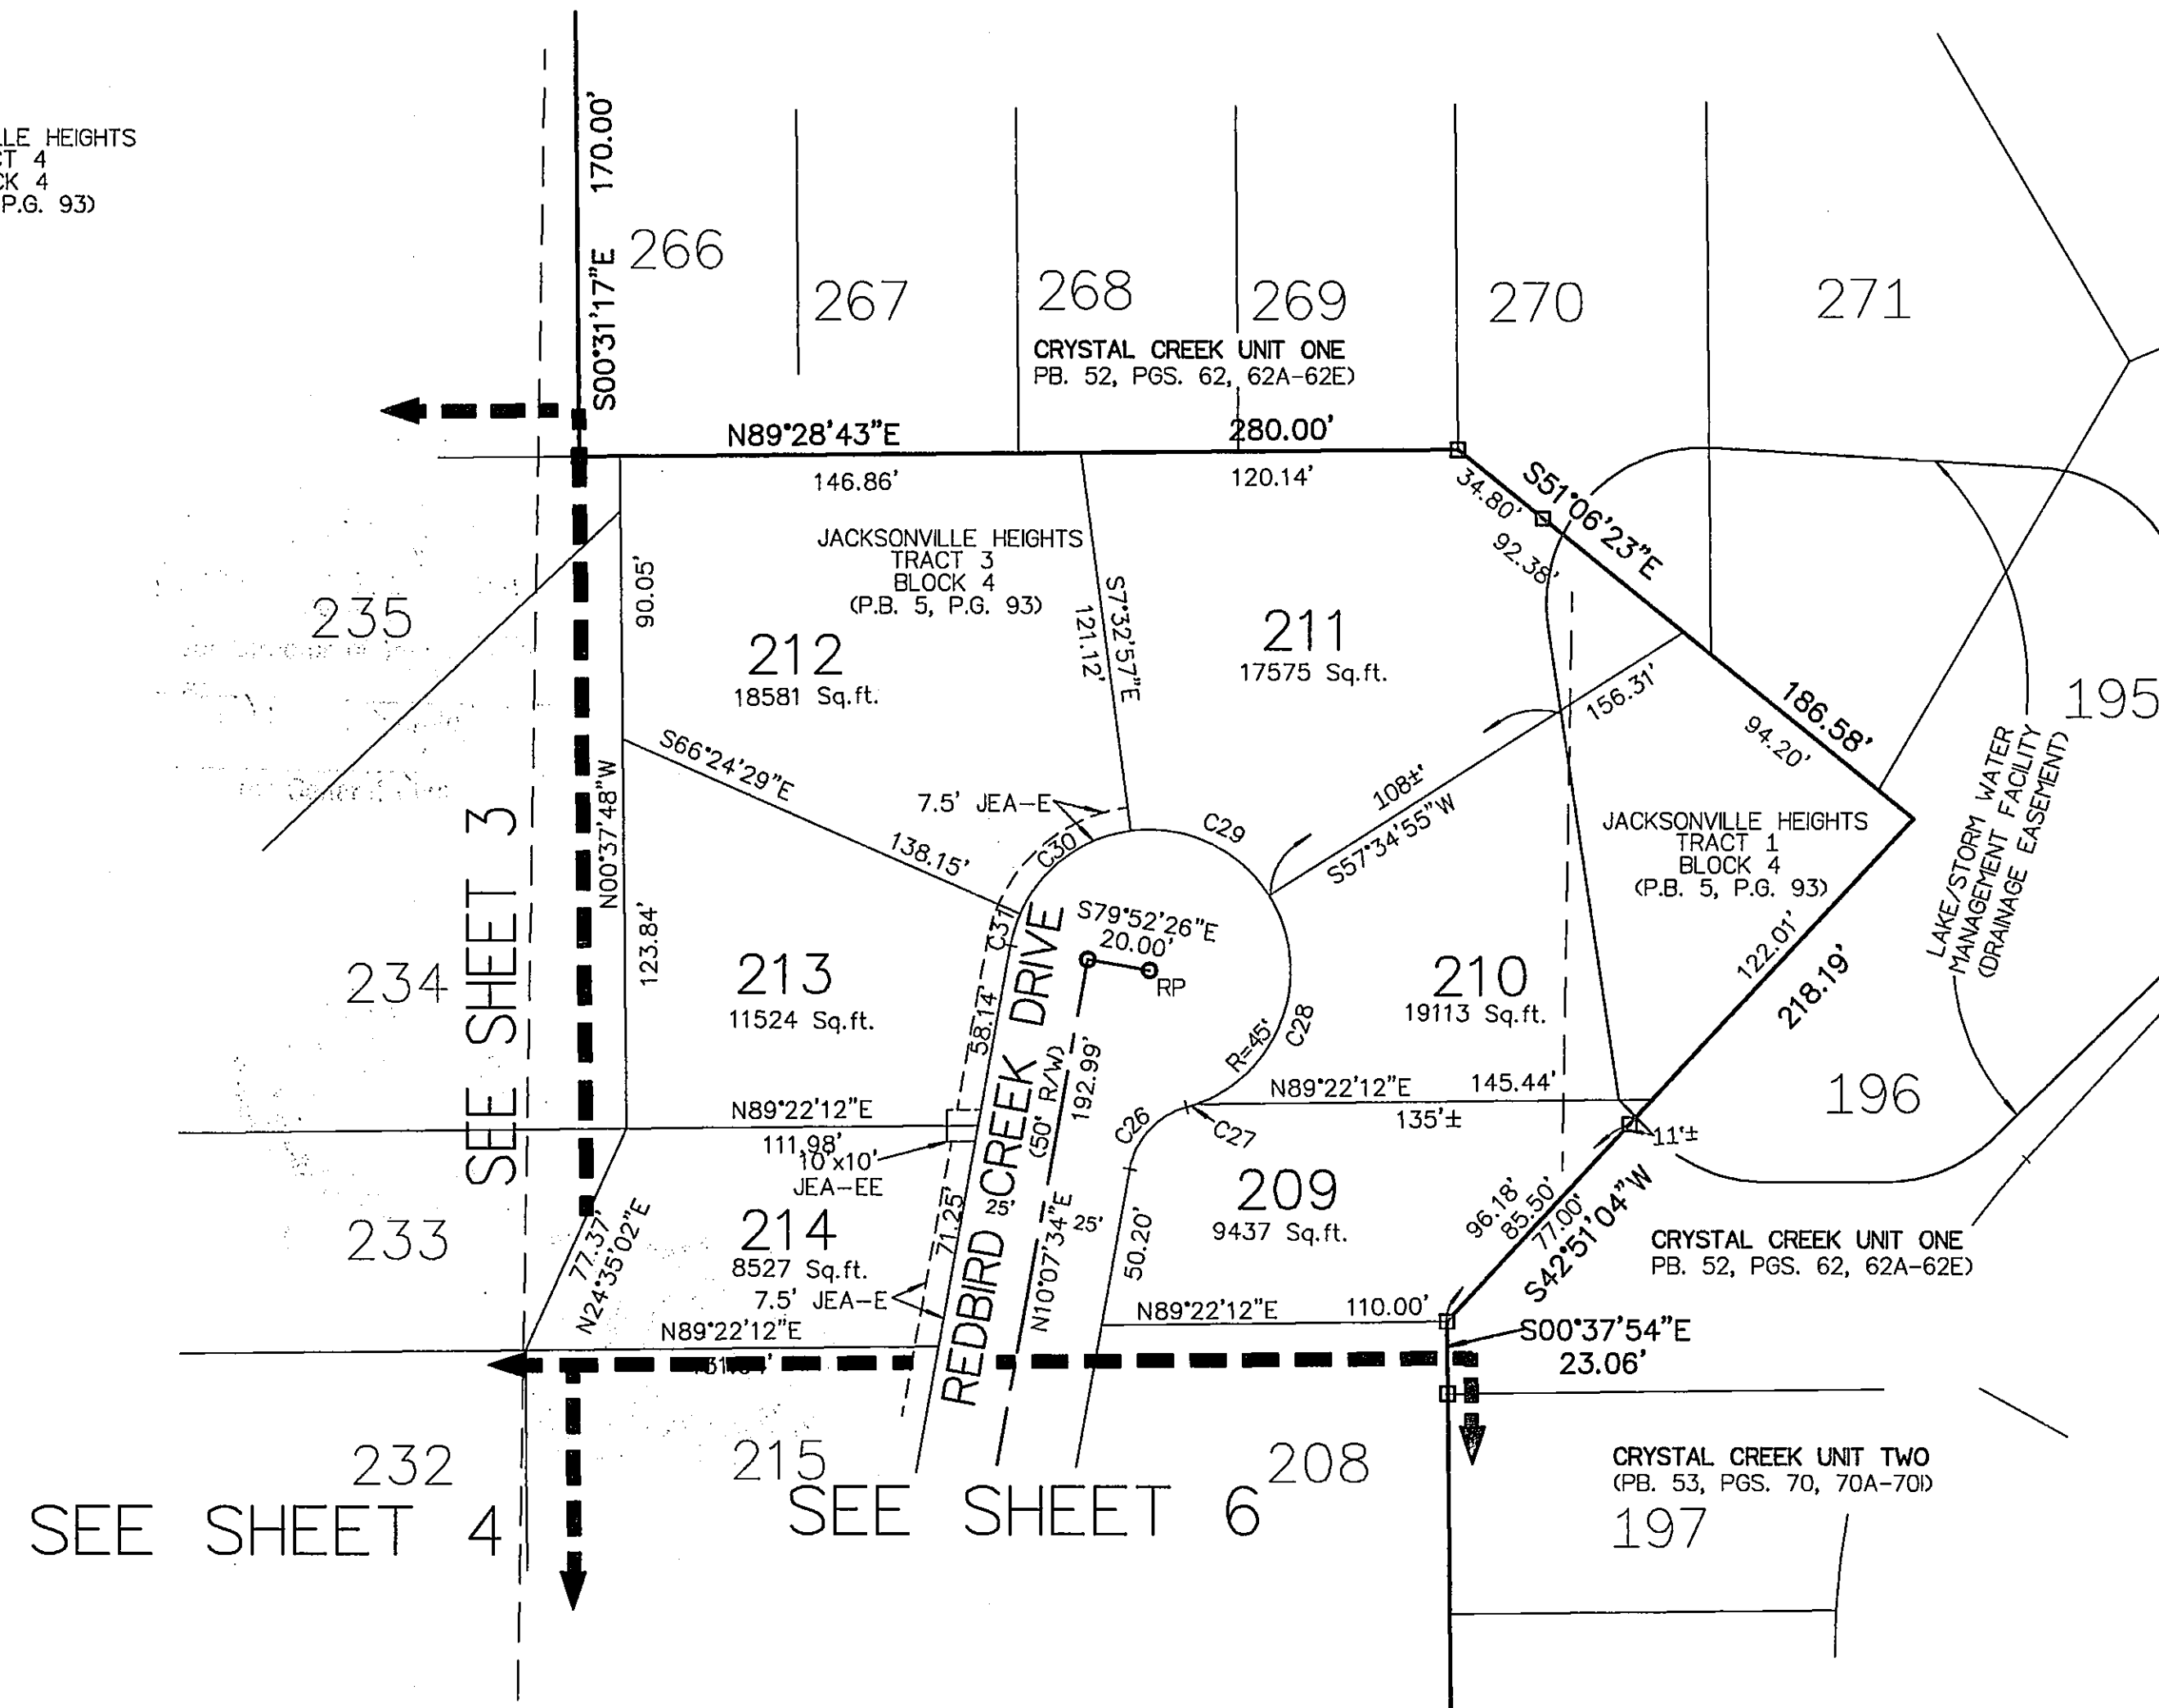 LLE HEIGHTS
CT 4
CK 4
P.G. 93)
S00°31'17"E 170.00'
266
267
268
269
270
271
CRYSTAL CREEK UNIT ONE
PB. 52, PGS. 62, 62A-62E)
N89°28'43"E
280.00'
146.86'
120.14'
34.80'
S51°06'23"E
92.38'
JACKSONVILLE HEIGHTS
TRACT 3
BLOCK 4
(P.B. 5, P.G. 93)
90.05'
235
212
18581 Sq.ft.
S7°32'57"E
121.12'
211
17575 Sq.ft.
156.31'
186.58'
94.20'
195
S66°24'29"E
138.15'
N00°37'48"W
7.5' JEA-E
C30
C29
108±'
S57°34'55"W
JACKSONVILLE HEIGHTS
TRACT 1
BLOCK 4
(P.B. 5, P.G. 93)
LAKE/STORM WATER
MANAGEMENT FACILITY
(DRAINAGE EASEMENT)
SEE SHEET 3
123.84'
C31
S79°52'26"E
20.00'
RP
234
213
11524 Sq.ft.
58.14'
REDBIRD CREEK DRIVE
(50' R/W)
192.99'
R=45'
C28
210
19113 Sq.ft.
122.01'
218.19'
N89°22'12"E
111.98'
10'x10'
JEA-EE
C26
C27
N89°22'12"E 145.44'
135'±
196
11'±
233
77.37'
N24°35'02"E
214
8527 Sq.ft.
71.25'
7.5' JEA-E
25'
N10°07'34"E
25'
50.20'
209
9437 Sq.ft.
96.18'
85.50'
77.00'
S42°51'04"W
CRYSTAL CREEK UNIT ONE
PB. 52, PGS. 62, 62A-62E)
N89°22'12"E
N89°22'12"E 110.00'
S00°37'54"E
23.06'
232
215
208
SEE SHEET 4
SEE SHEET 6
CRYSTAL CREEK UNIT TWO
(PB. 53, PGS. 70, 70A-70I)
197